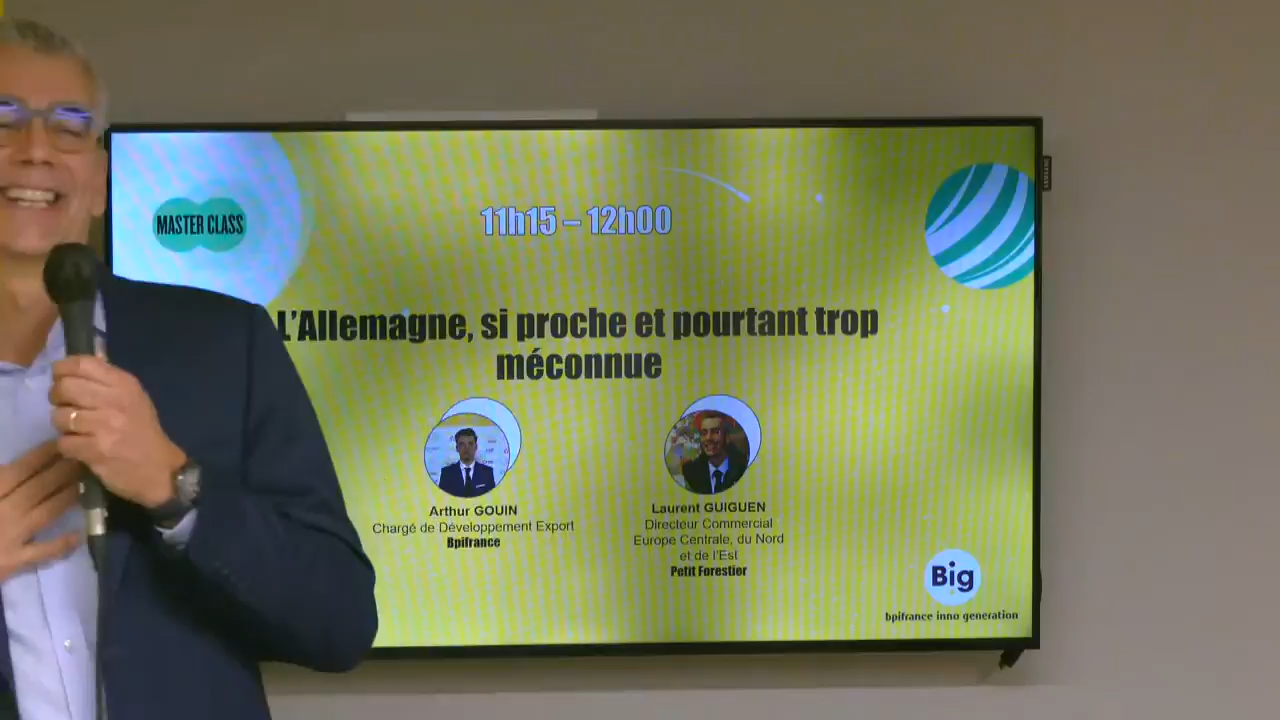 MASTER CLASS
11h15 – 12h00
L'Allemagne, si proche et pourtant trop
méconnue
Arthur GOUIN
Chargé de Développement Export
Bpifrance
Laurent GUIGUEN
Directeur Commercial
Europe Centrale, du Nord
et de l'Est
Petit Forestier
Big
bpifrance inno generation